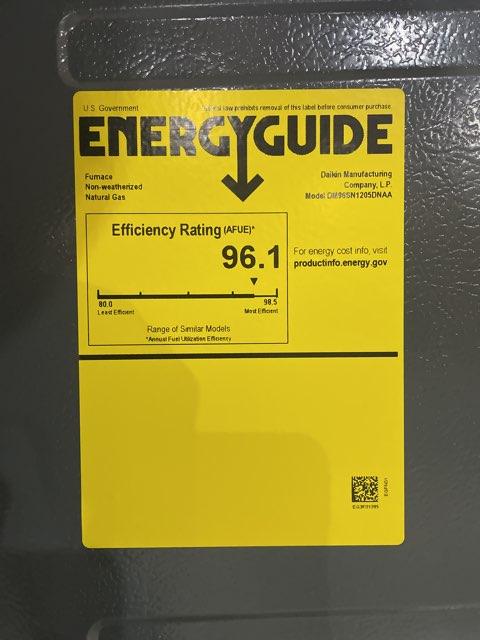 U.S. Government
Federal law prohibits removal of this label before consumer purchase.
ENERGYGUIDE
Furnace
Non-weatherized
Natural Gas
Daikin Manufacturing
Company, L.P.
Model DM96SN1205DNAA
Efficiency Rating (AFUE)*
96.1
80.0
Least Efficient
98.5
Most Efficient
Range of Similar Models
*Annual Fuel Utilization Efficiency
For energy cost info, visit
productinfo.energy.gov